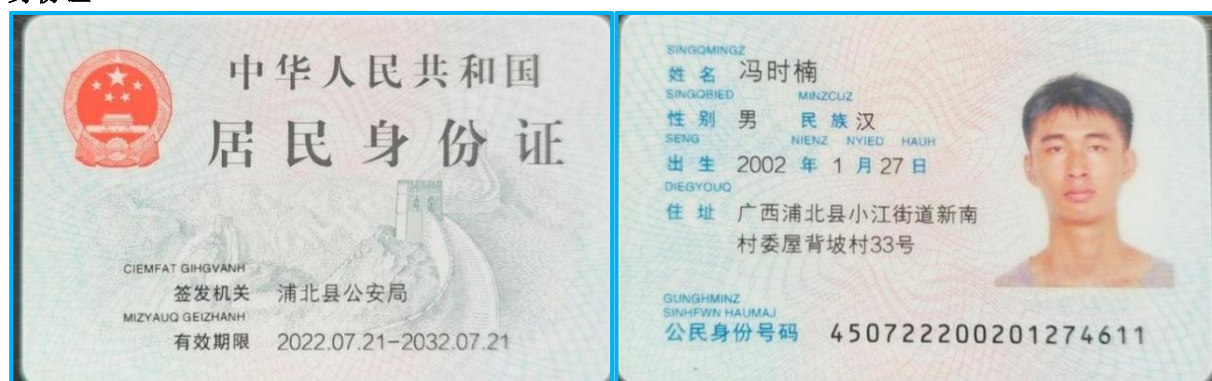 中华人民共和国
居民身份证
CIEMFAT GIHGVANH
签发机关 浦北县公安局
MIZYAUQ GEIZHANH
有效期限 2022.07.21-2032.07.21
SINGQMINGZ
姓名 冯时楠
SINGQBIED MINZCUZ
性别 男 民族 汉
SENG NIENZ NYIED HAUH
出生 2002 年 1 月 27 日
DIEGYOUQ
住址 广西浦北县小江街道新南
村委屋背坡村33号
GUNGHMINZ
SINHFWN HAUMAJ
公民身份号码 450722200201274611